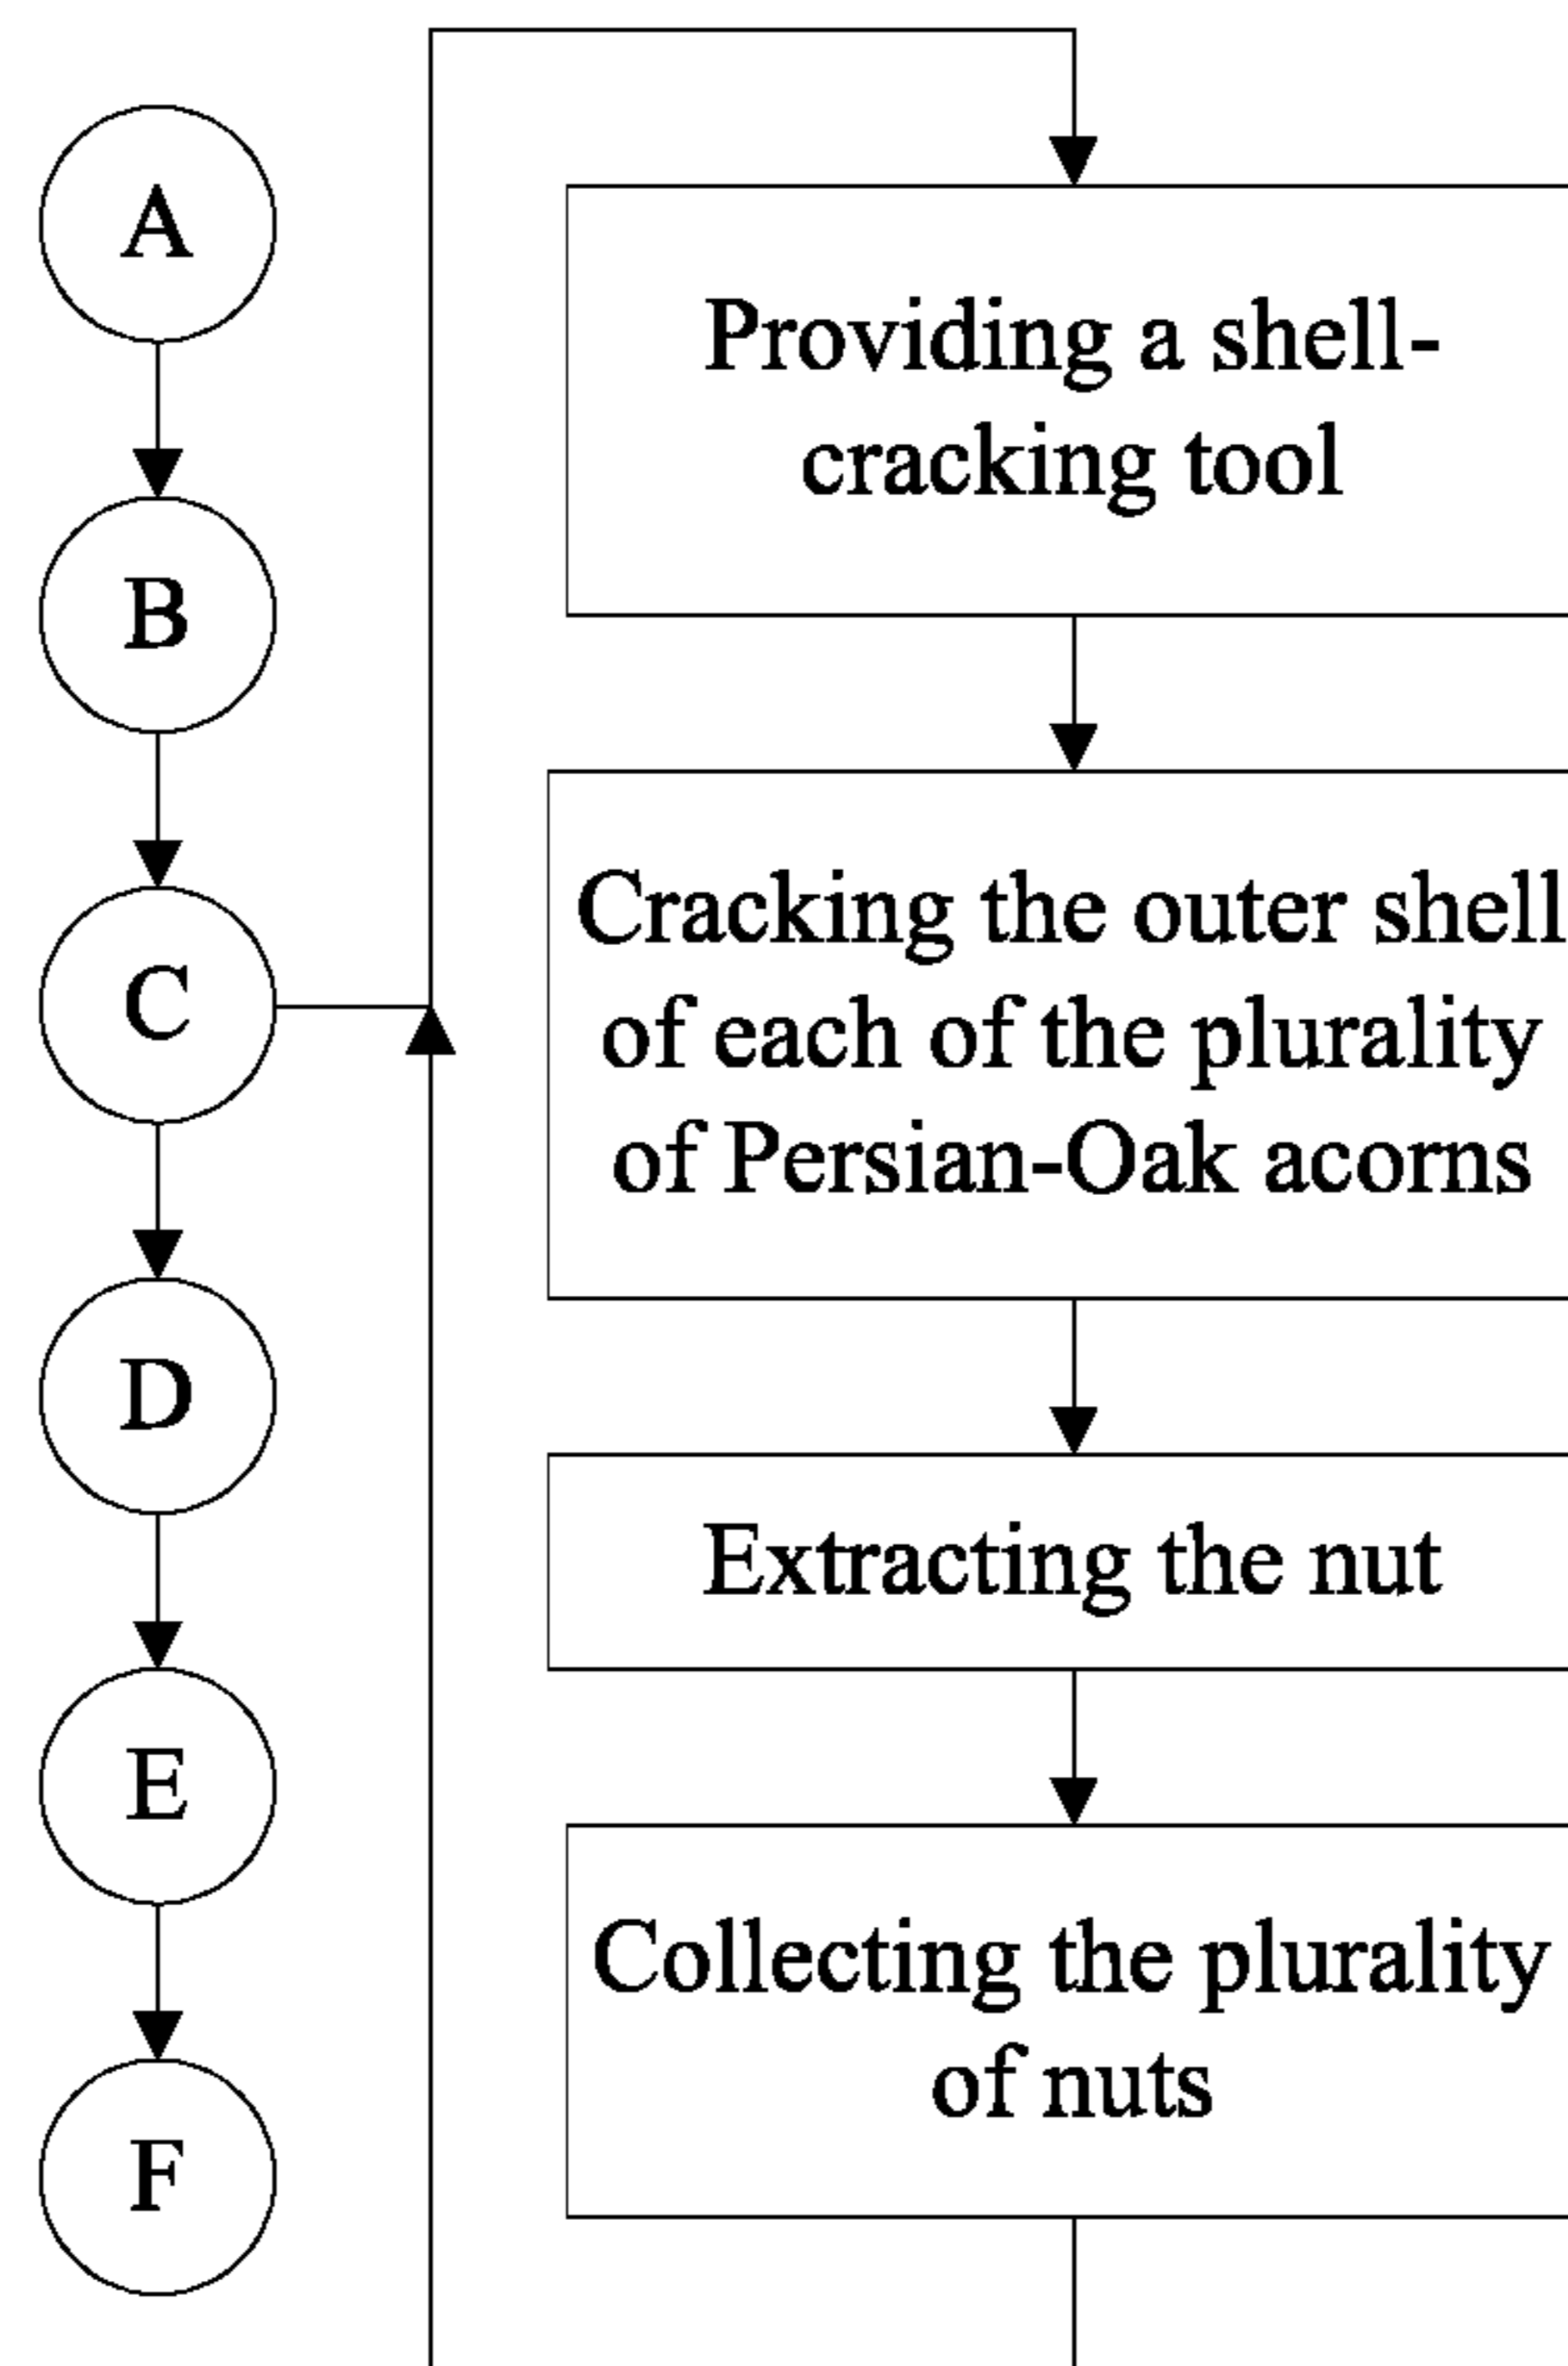 A
B
C
D
E
F
Providing a shell-
cracking tool
Cracking the outer shell
of each of the plurality
of Persian-Oak acorns
Extracting the nut
Collecting the plurality
of nuts